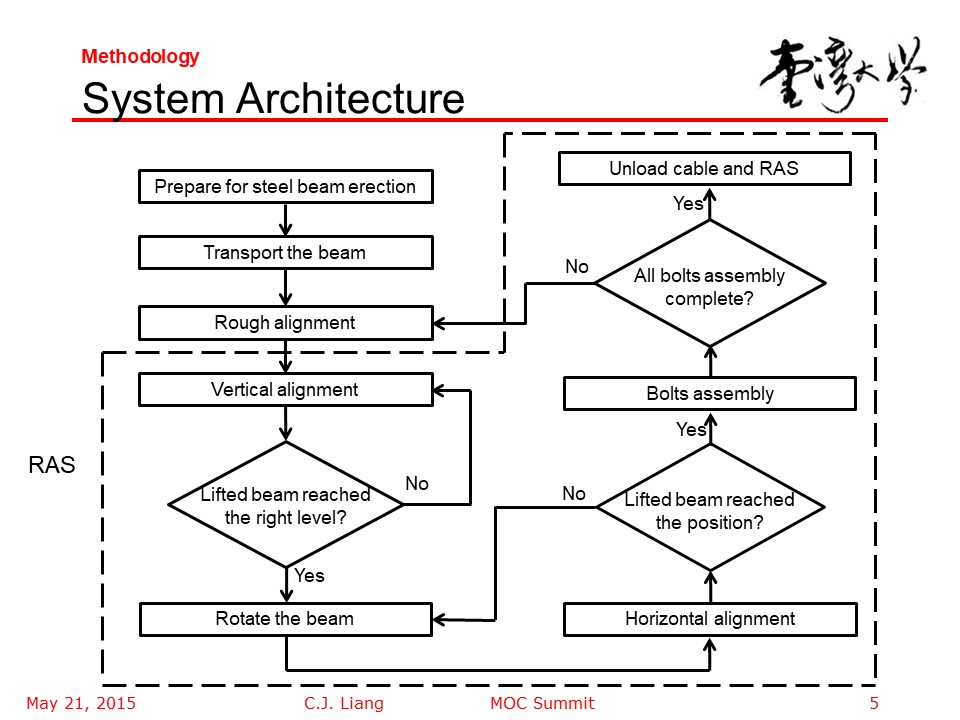 Methodology
System Architecture
臺灣大學
Prepare for steel beam erection
Transport the beam
Rough alignment
Vertical alignment
Lifted beam reached
the right level?
No
Yes
Rotate the beam
RAS
Unload cable and RAS
Yes
All bolts assembly
complete?
No
Bolts assembly
Yes
Lifted beam reached
the position?
No
Horizontal alignment
May 21, 2015
C.J. Liang
MOC Summit
5